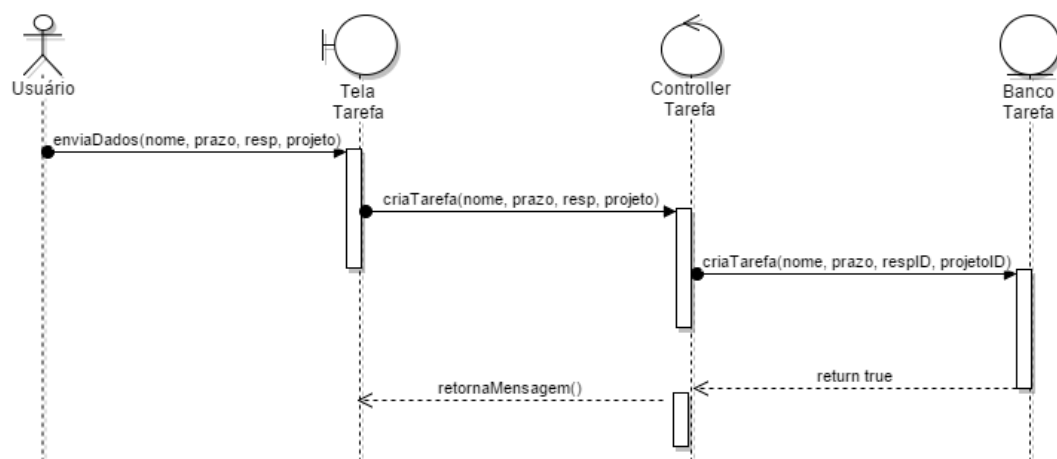 Usuário
Tela
Tarefa
Controller
Tarefa
Banco
Tarefa
enviaDados(nome, prazo, resp, projeto)
criaTarefa(nome, prazo, resp, projeto)
criaTarefa(nome, prazo, respID, projetoID)
return true
retornaMensagem()